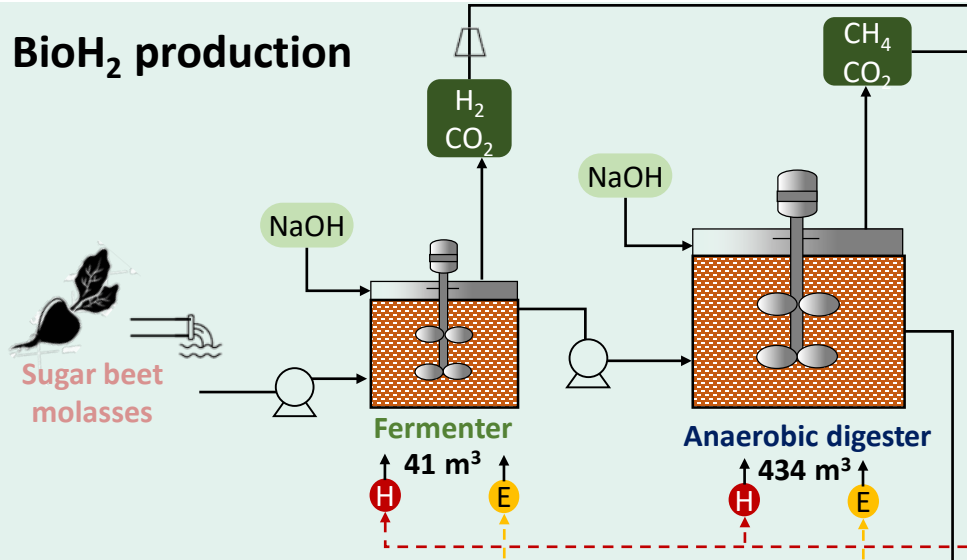 BioH₂ production
H₂
CO₂
CH₄
CO₂
NaOH
NaOH
Sugar beet
molasses
Fermenter
41 m³
Anaerobic digester
434 m³
H
E
H
E